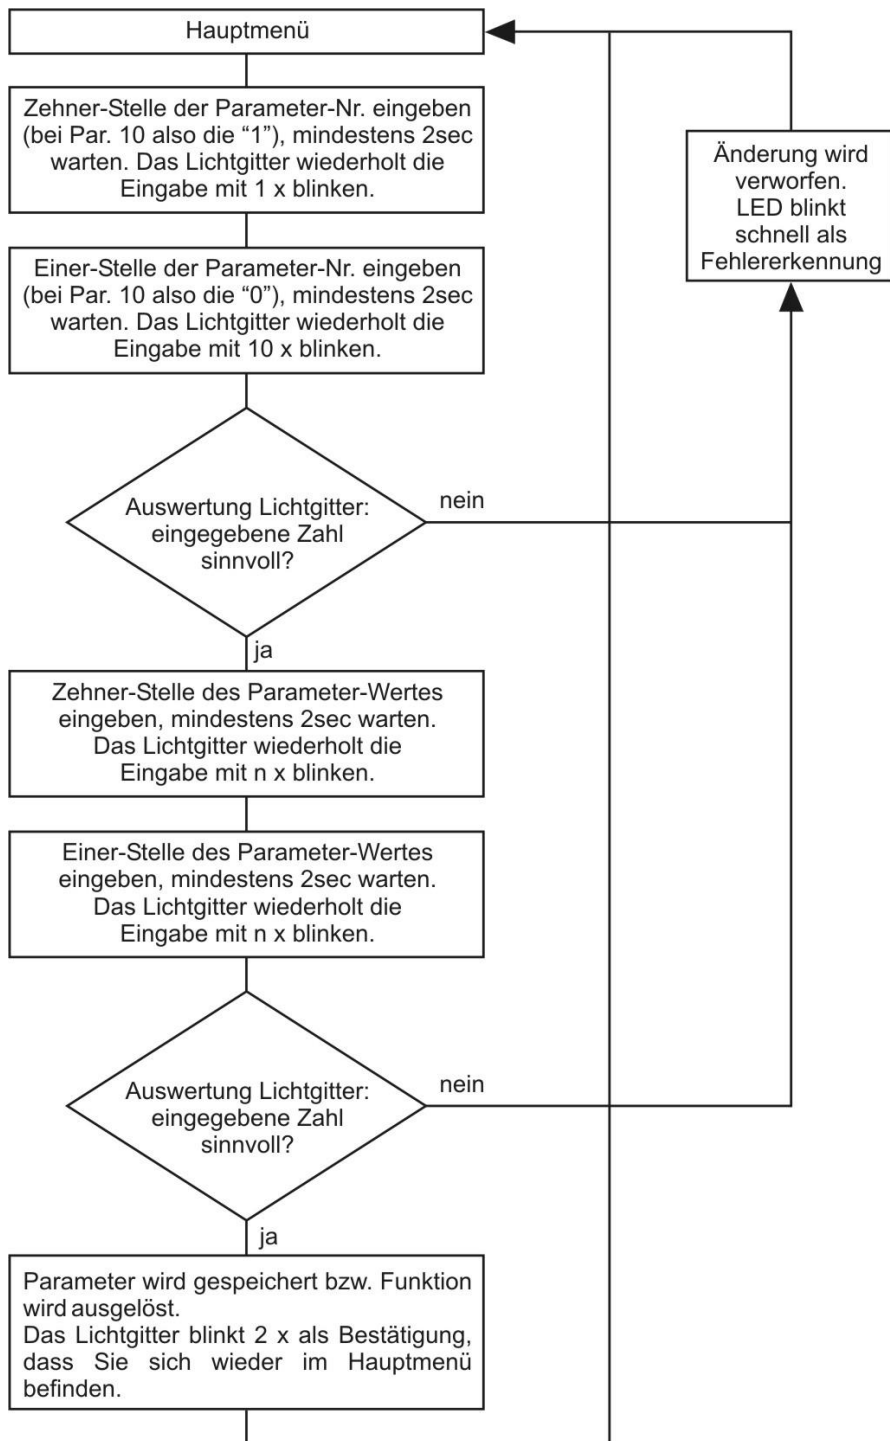 Hauptmenü
Zehner-Stelle der Parameter-Nr. eingeben
(bei Par. 10 also die “1”), mindestens 2sec
warten. Das Lichtgitter wiederholt die
Eingabe mit 1 x blinken.
Änderung wird
verworfen.
LED blinkt
schnell als
Fehlererkennung
Einer-Stelle der Parameter-Nr. eingeben
(bei Par. 10 also die “0”), mindestens 2sec
warten. Das Lichtgitter wiederholt die
Eingabe mit 10 x blinken.
Auswertung Lichtgitter:
eingegebene Zahl
sinnvoll?
nein
ja
Zehner-Stelle des Parameter-Wertes
eingeben, mindestens 2sec warten.
Das Lichtgitter wiederholt die
Eingabe mit n x blinken.
Einer-Stelle des Parameter-Wertes
eingeben, mindestens 2sec warten.
Das Lichtgitter wiederholt die
Eingabe mit n x blinken.
Auswertung Lichtgitter:
eingegebene Zahl
sinnvoll?
nein
ja
Parameter wird gespeichert bzw. Funktion
wird ausgelöst.
Das Lichtgitter blinkt 2 x als Bestätigung,
dass Sie sich wieder im Hauptmenü
befinden.